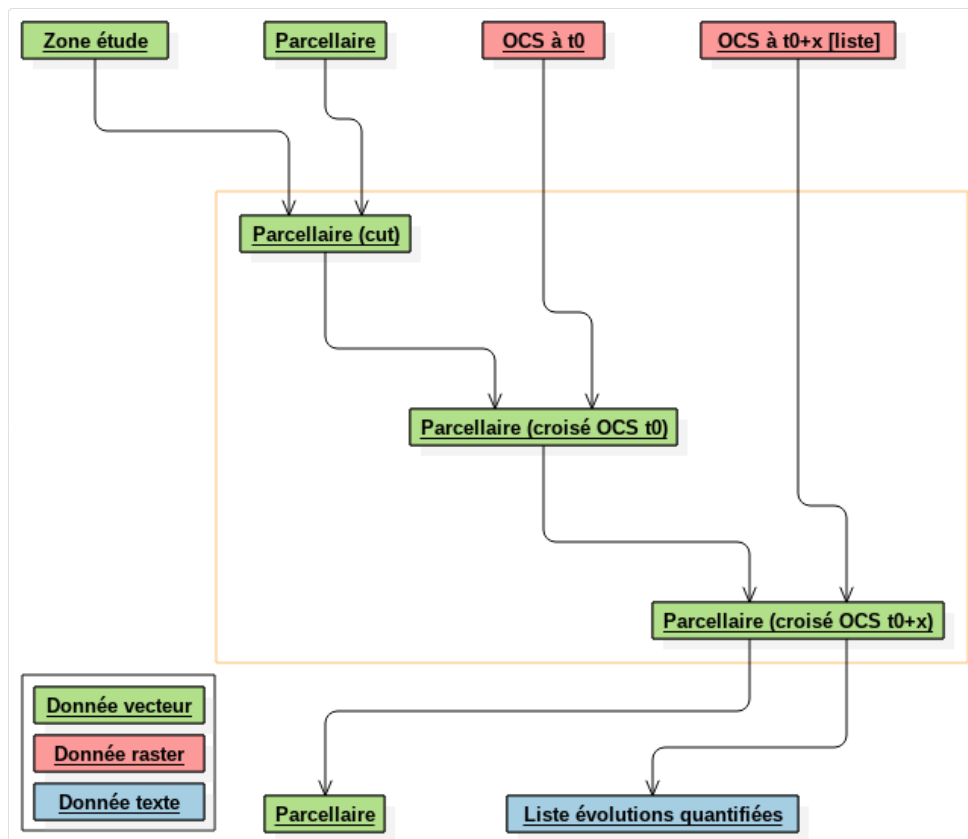 Zone étude
Parcellaire
OCS à t0
OCS à t0+x [liste]
Parcellaire (cut)
Parcellaire (croisé OCS t0)
Parcellaire (croisé OCS t0+x)
Donnée vecteur
Donnée raster
Donnée texte
Parcellaire
Liste évolutions quantifiées